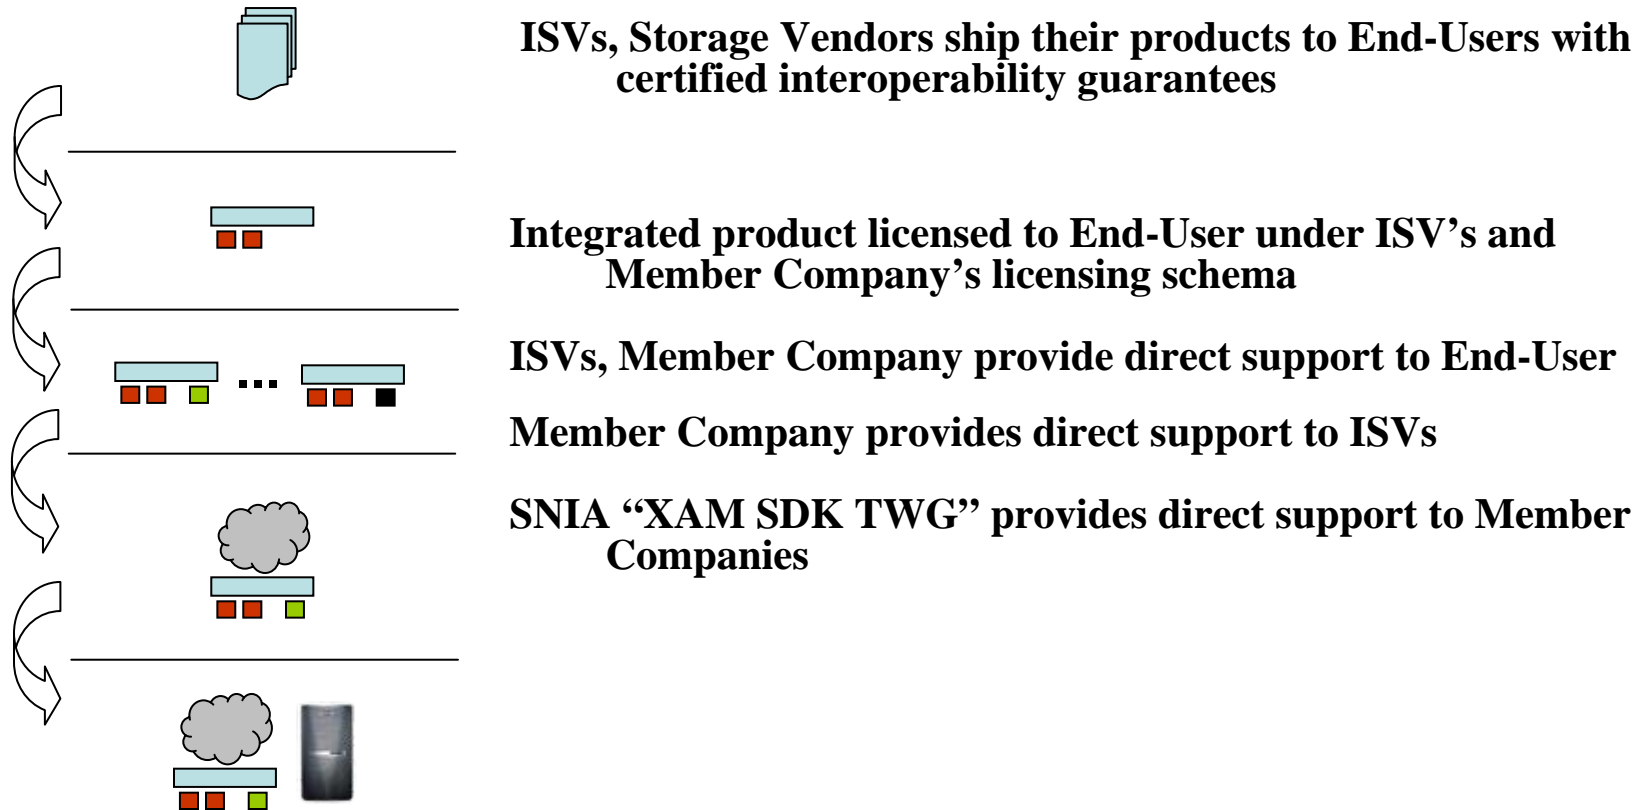 ISVs, Storage Vendors ship their products to End-Users with
certified interoperability guarantees
Integrated product licensed to End-User under ISV’s and
Member Company’s licensing schema
ISVs, Member Company provide direct support to End-User
Member Company provides direct support to ISVs
SNIA “XAM SDK TWG” provides direct support to Member
Companies